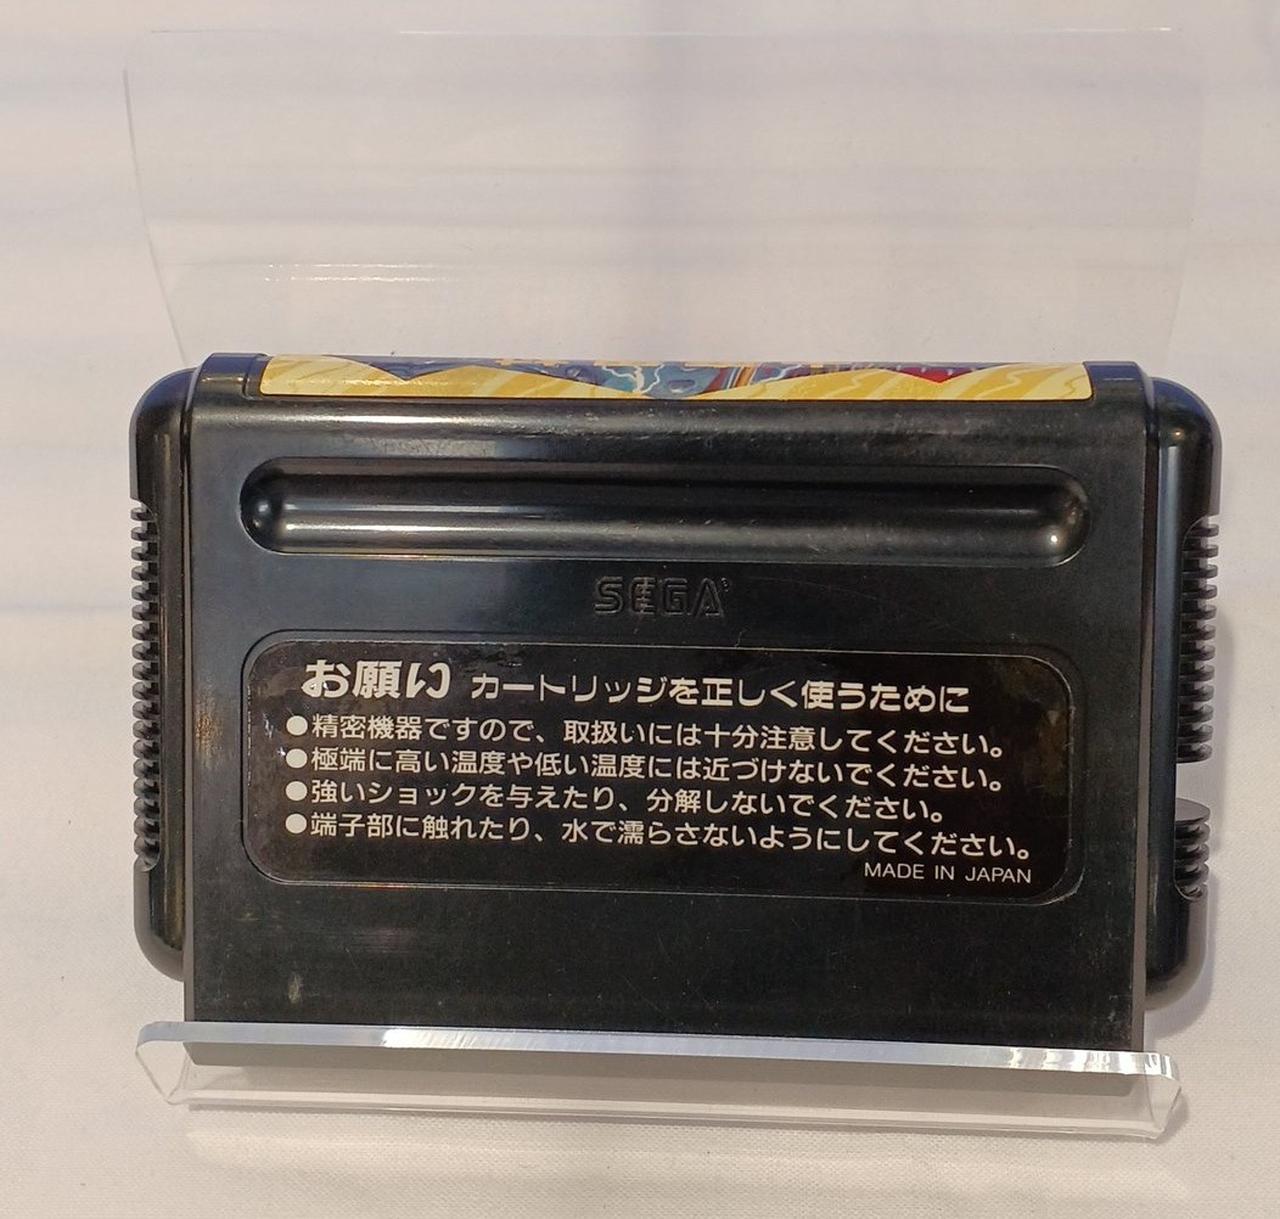 SEGA
お願い カートリッジを正しく使うために
●精密機器ですので、取扱いには十分注意してください。
●極端に高い温度や低い温度には近づけないでください。
●強いショックを与えたり、分解しないでください。
●端子部に触れたり、水で濡らさないようにしてください。
MADE IN JAPAN